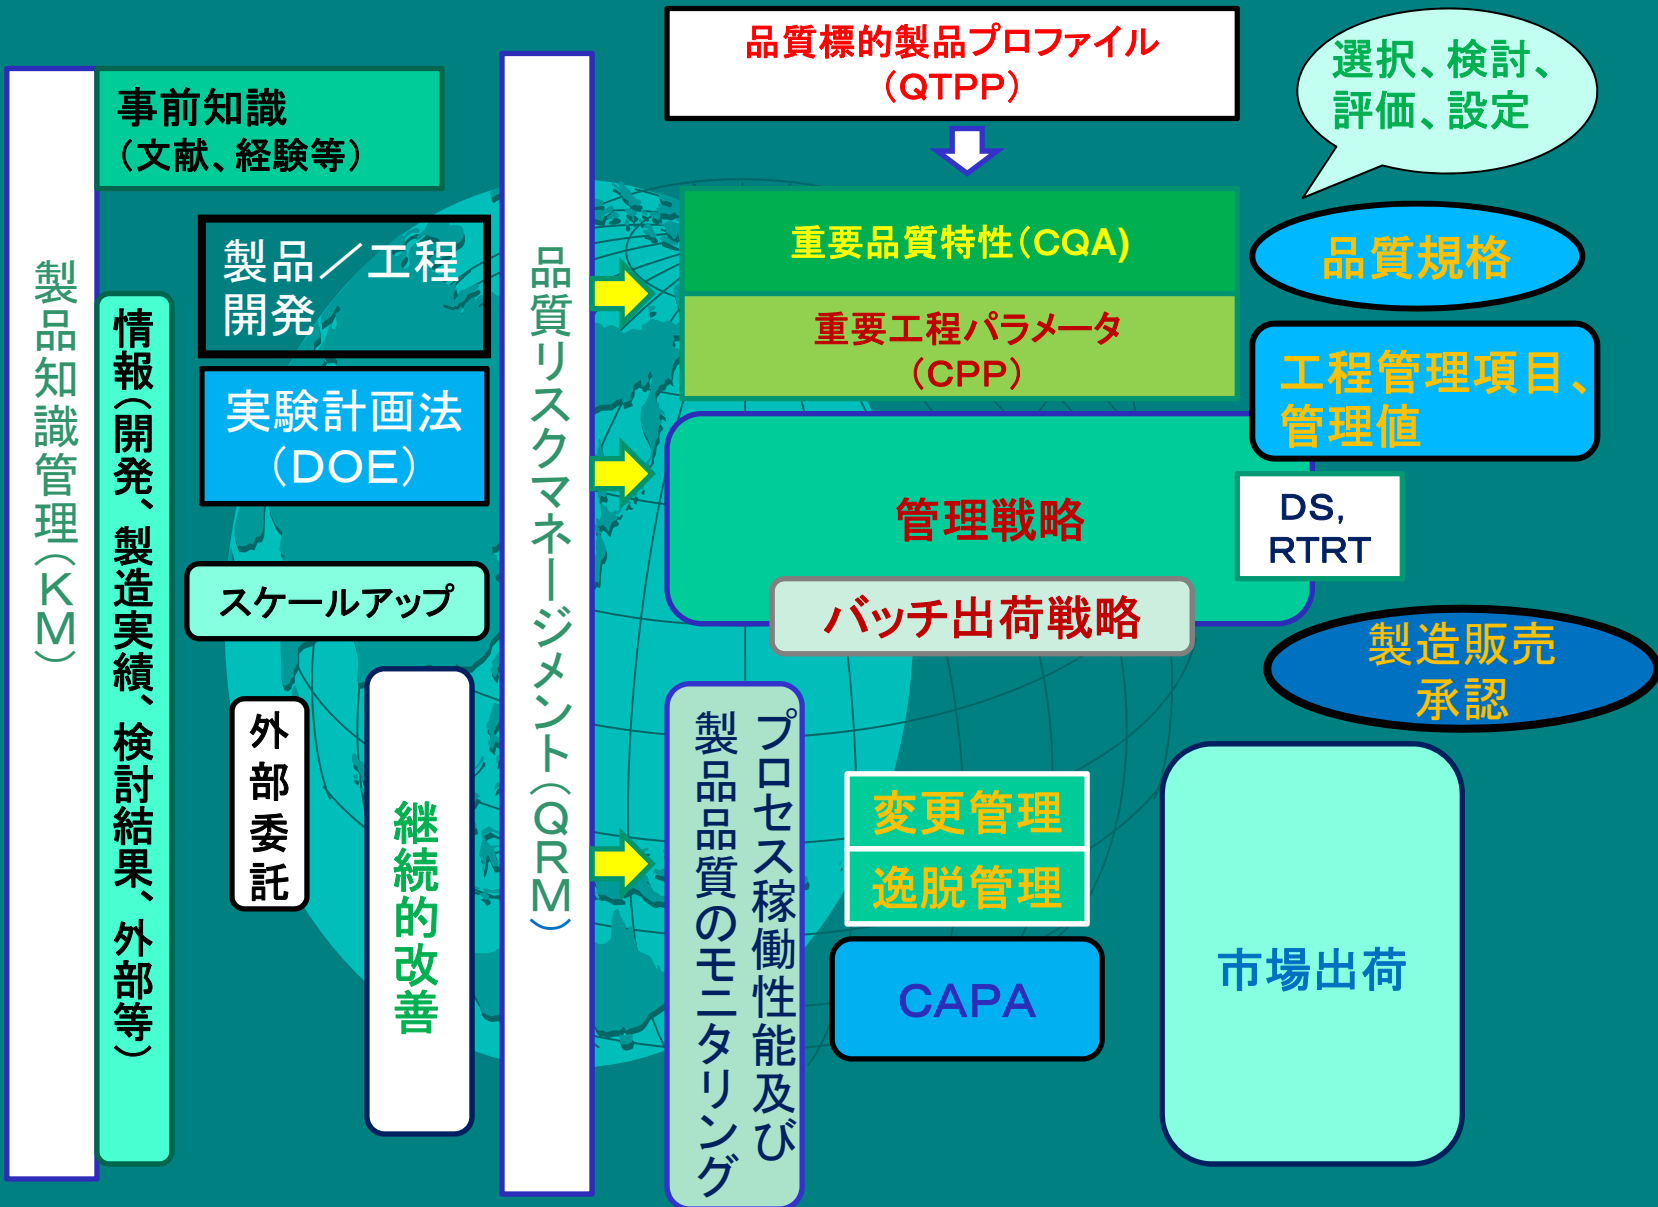 製品知識管理（ＫＭ）
事前知識
（文献、経験等）
情報（開発、製造実績、検討結果、外部等）
製品／工程
開発
実験計画法
（ＤＯＥ）
スケールアップ
外部委託
継続的改善
品質リスクマネージメント（ＱＲＭ）
品質標的製品プロファイル
（ＱＴＰＰ）
重要品質特性（ＣＱＡ)
重要工程パラメータ
（ＣＰＰ）
管理戦略
バッチ出荷戦略
プロセス稼働性能及び
製品品質のモニタリング
変更管理
逸脱管理
ＣＡＰＡ
選択、検討、
評価、設定
品質規格
工程管理項目、
管理値
DS,
RTRT
製造販売
承認
市場出荷